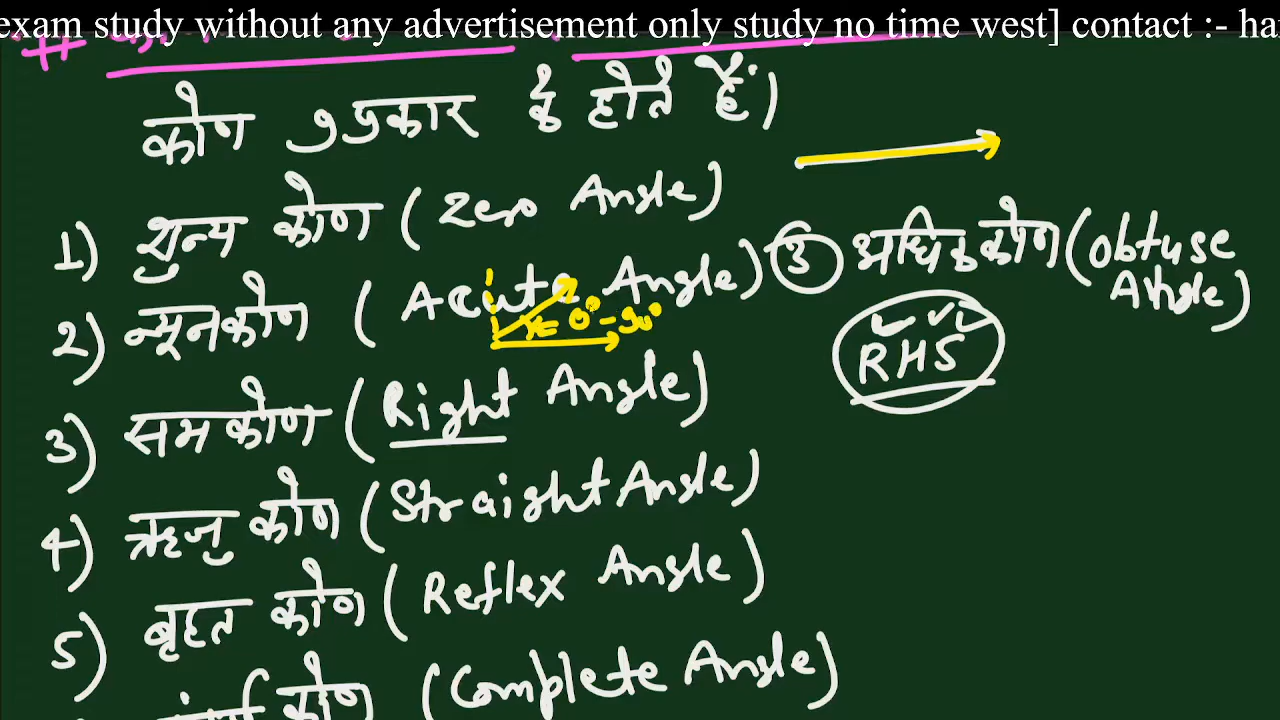 exam study without any advertisement only study no time west] contact :- ha
कोण 7 प्रकार के होते हैं।
1) शुन्य कोण (Zero Angle)
2) न्यूनकोण (Acute Angle)
x = 0° - 90°
3) समकोण (Right Angle)
4) ऋजु कोण (Straight Angle)
5) बृहत कोण (Reflex Angle)
कोण (Complete Angle)
अधिककोण (Obtuse
Angle)
RHS